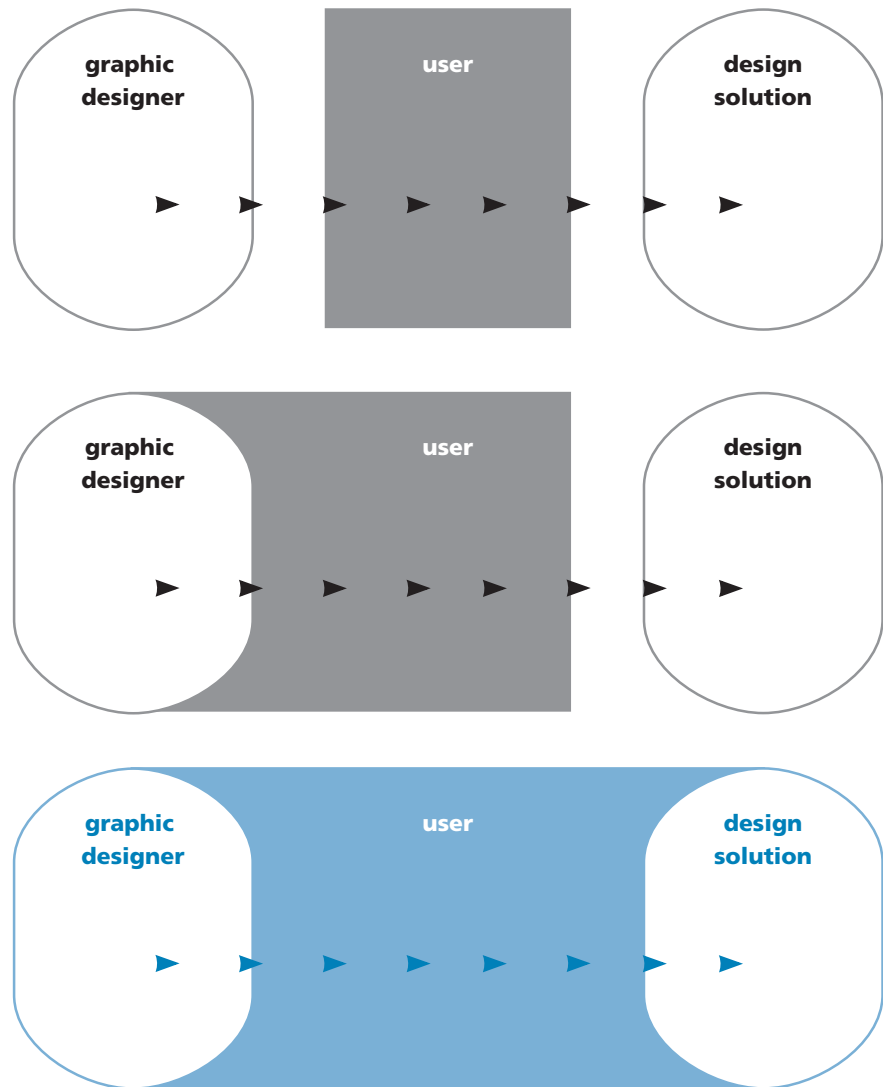 graphic
designer
user
design
solution
graphic
designer
user
design
solution
graphic
designer
user
design
solution